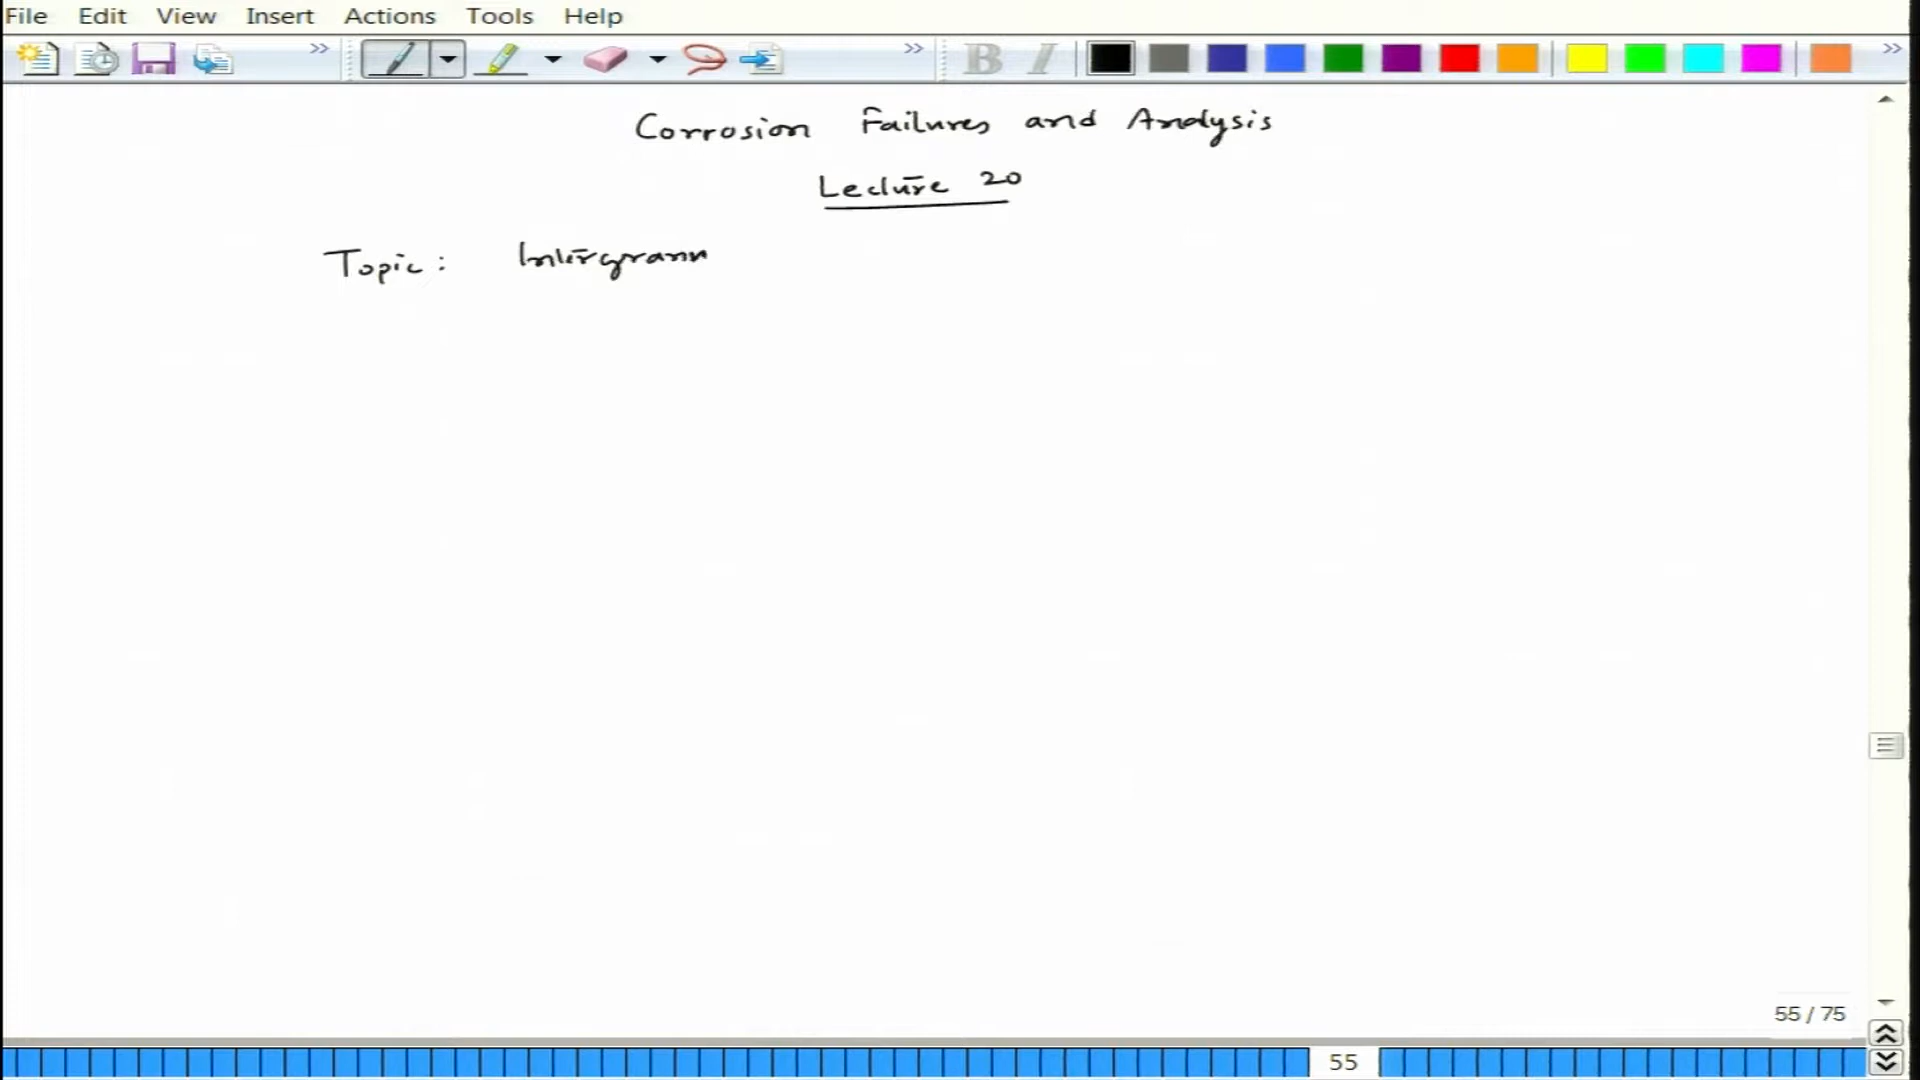 File Edit View Insert Actions Tools Help
B I
Corrosion Failures and Analysis
Lecture 20
Topic: Intergrann
55 / 75
55